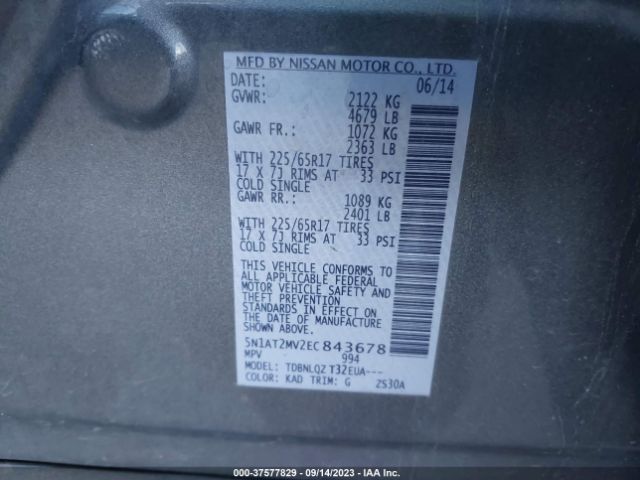 MFD BY NISSAN MOTOR CO., LTD.
DATE: 06/14
GVWR: 2122 KG
4679 LB
GAWR FR.: 1072 KG
2363 LB
WITH 225/65R17 TIRES
17 X 7J RIMS AT 33 PSI
COLD SINGLE
GAWR RR.: 1089 KG
2401 LB
WITH 225/65R17 TIRES
17 X 7J RIMS AT 33 PSI
COLD SINGLE
THIS VEHICLE CONFORMS TO
ALL APPLICABLE FEDERAL
MOTOR VEHICLE SAFETY AND
THEFT PREVENTION
STANDARDS IN EFFECT ON
THE DATE OF MANUFACTURE
SHOWN ABOVE.
5N1AT2MV2EC843678
MPV 994
MODEL: TDBNLQZ T32EUA---
COLOR: KAD TRIM: G 2S30A
000-37577829 - 09/14/2023 - IAA Inc.